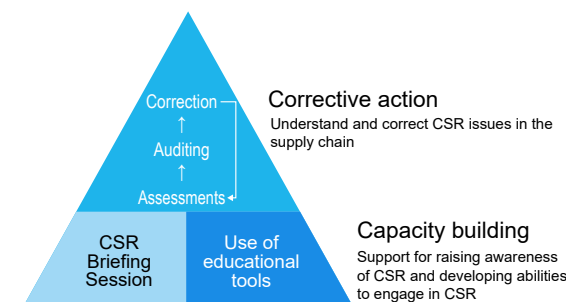 Correction
↑
Auditing
↑
Assessments
Corrective action
Understand and correct CSR issues in the
supply chain
CSR
Briefing
Session
Use of
educational
tools
Capacity building
Support for raising awareness
of CSR and developing abilities
to engage in CSR